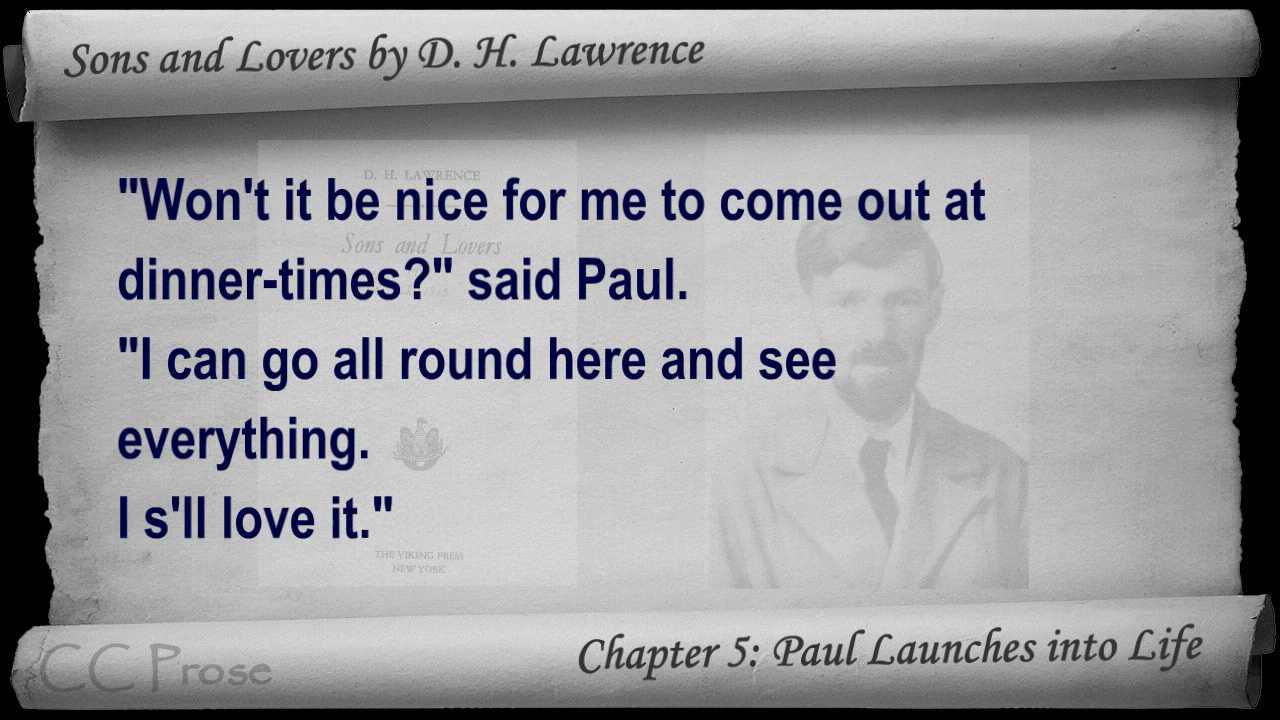 Sons and Lovers by D. H. Lawrence
D. H. LAWRENCE
"Won't it be nice for me to come out at
Sons and Lovers
dinner-times?" said Paul.
"I can go all round here and see
everything.
I s'll love it."
THE VIKING PRESS
NEW YORK
Chapter 5: Paul Launches into Life
CC Prose